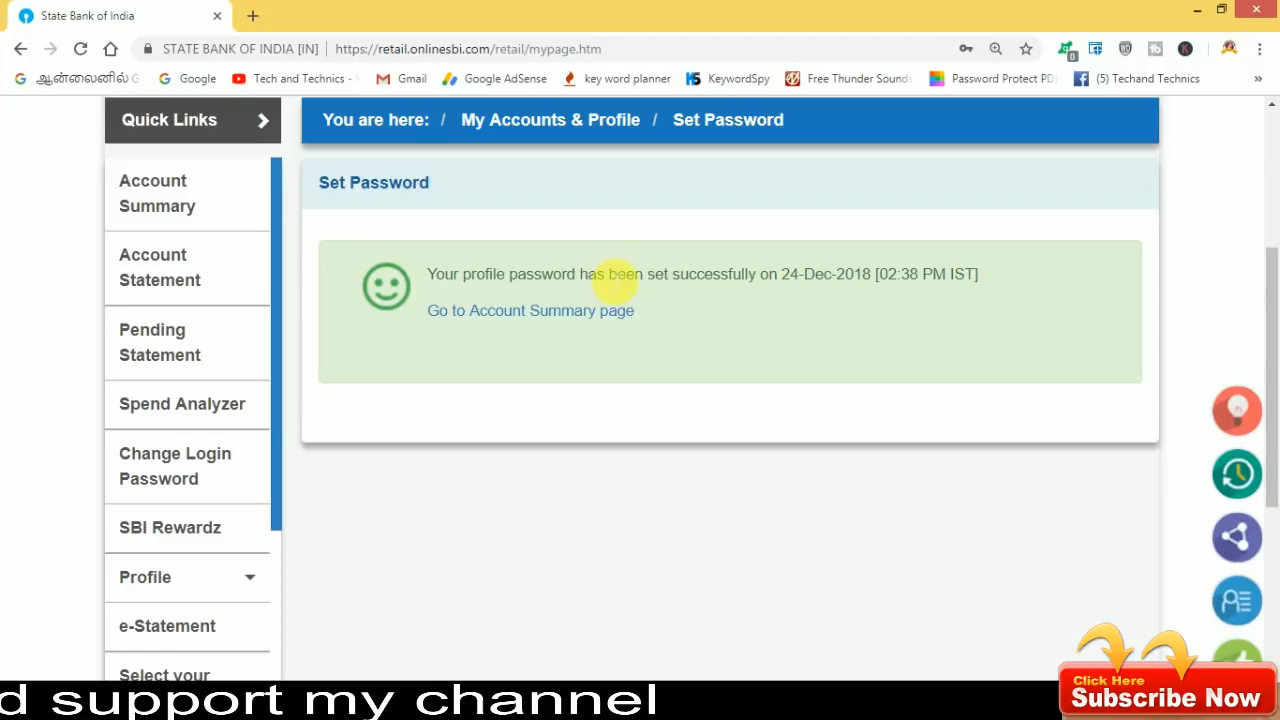 State Bank of India
STATE BANK OF INDIA [IN]
https://retail.onlinesbi.com/retail/mypage.htm
0
ஆன்லைனில் G
Google
Tech and Technics -
Gmail
Google AdSense
key word planner
KeywordSpy
Free Thunder Sound
Password Protect PD
(5) Techand Technics
»
Quick Links
You are here: / My Accounts & Profile / Set Password
Account
Summary
Account
Statement
Pending
Statement
Spend Analyzer
Change Login
Password
SBI Rewardz
Profile
e-Statement
Select your
Set Password
Your profile password has been set successfully on 24-Dec-2018 [02:38 PM IST]
Go to Account Summary page
d support my channel
Click Here
Subscribe Now